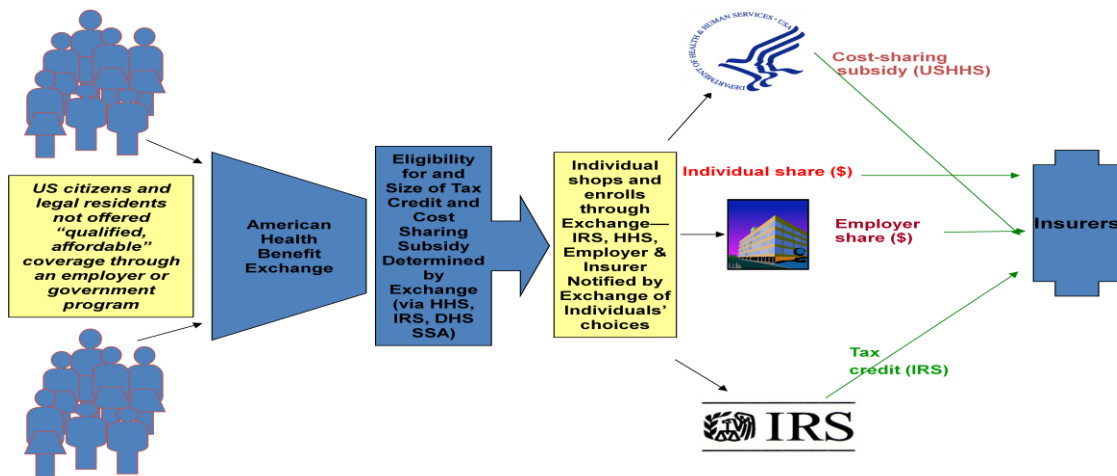 US citizens and
legal residents
not offered
“qualified,
affordable”
coverage through
an employer or
government
program
American
Health
Benefit
Exchange
Eligibility
for and
Size of Tax
Credit and
Cost
Sharing
Subsidy
Determined
by
Exchange
(via HHS,
IRS, DHS
SSA)
Individual
shops and
enrolls
through
Exchange—
IRS, HHS,
Employer &
Insurer
Notified by
Exchange of
Individuals’
choices
DEPARTMENT OF HEALTH & HUMAN SERVICES • USA
Cost-sharing
subsidy (USHHS)
Individual share ($)
Employer
share ($)
Tax
credit (IRS)
IRS
Insurers